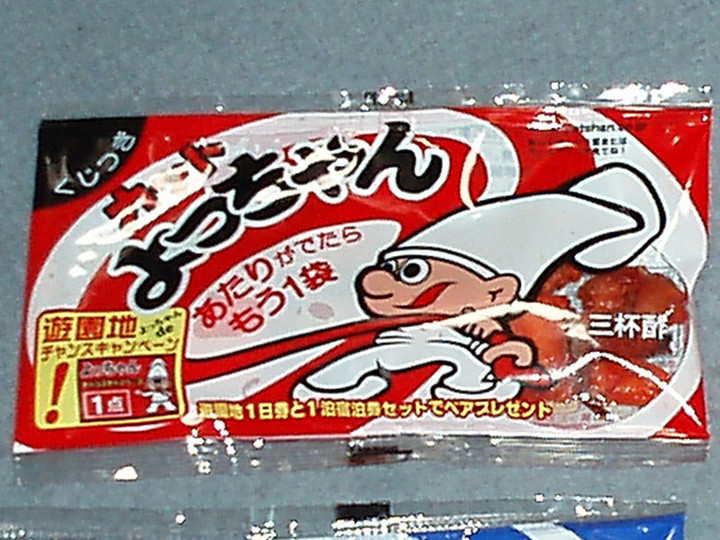 くじつき
カット
よっちゃん
あたりがでたら
もう1袋
三杯酢
遊園地
チャンスキャンペーン
!
1点
遊園地1日券と1泊宿泊券セットでペアプレゼント